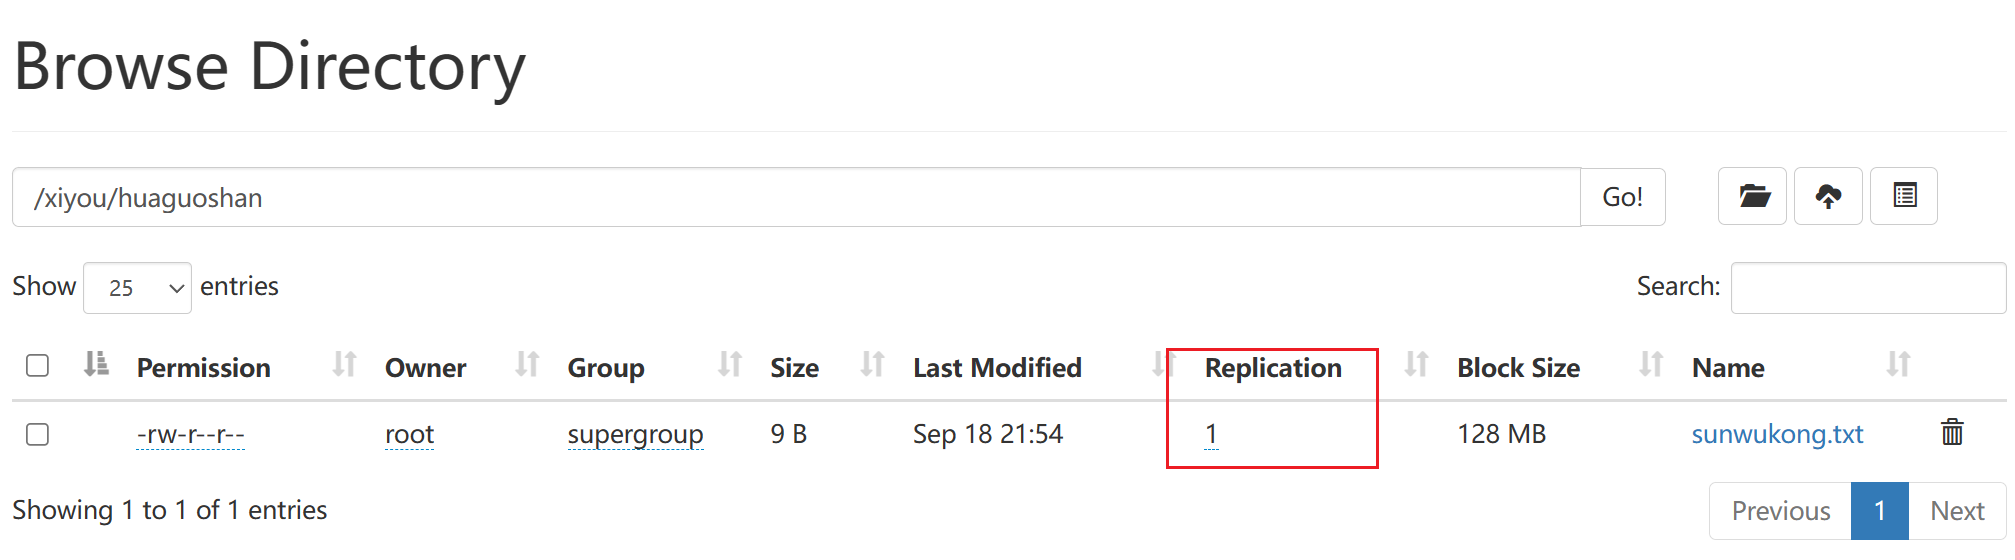 Browse Directory
/xiyou/huaguoshan Go!
Show 25 entries Search:
Permission Owner Group Size Last Modified Replication Block Size Name
-rw-r--r-- root supergroup 9 B Sep 18 21:54 1 128 MB sunwukong.txt
Showing 1 to 1 of 1 entries Previous 1 Next